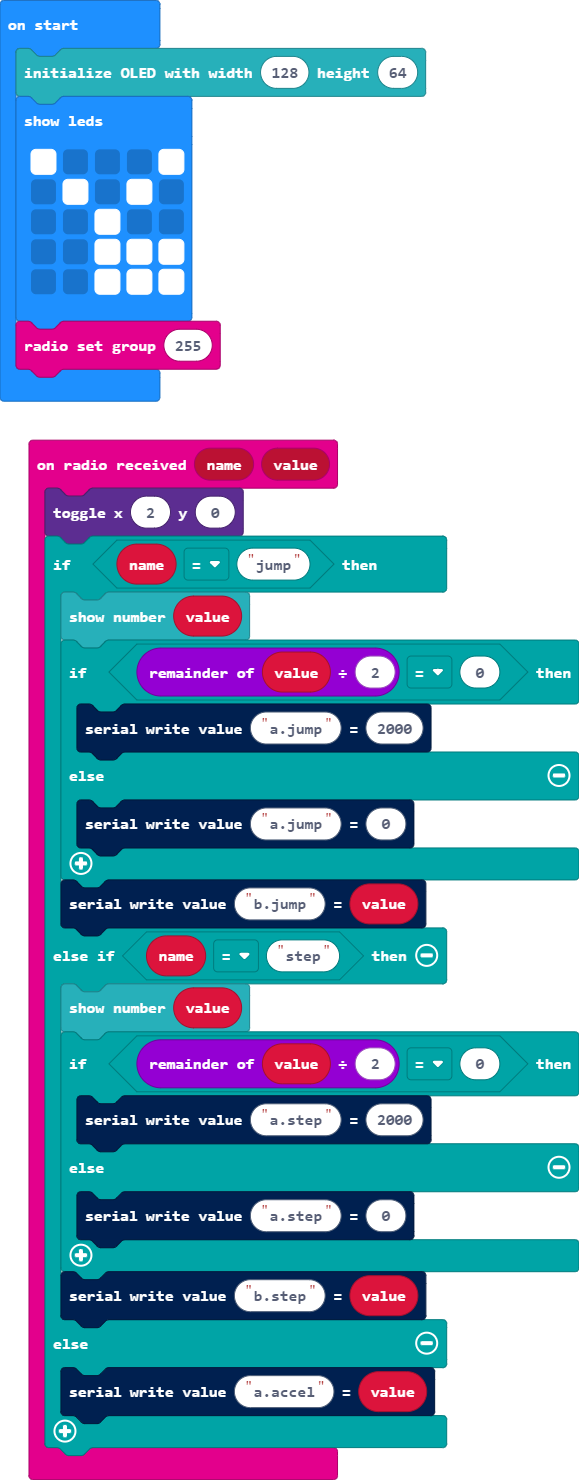 on start
initialize OLED with width 128 height 64
show leds
radio set group 255
on radio received name value
toggle x 2 y 0
if name = "jump" then
show number value
if remainder of value ÷ 2 = 0 then
serial write value "a.jump" = 2000
else
serial write value "a.jump" = 0
serial write value "b.jump" = value
else if name = "step" then
show number value
if remainder of value ÷ 2 = 0 then
serial write value "a.step" = 2000
else
serial write value "a.step" = 0
serial write value "b.step" = value
else
serial write value "a.accel" = value